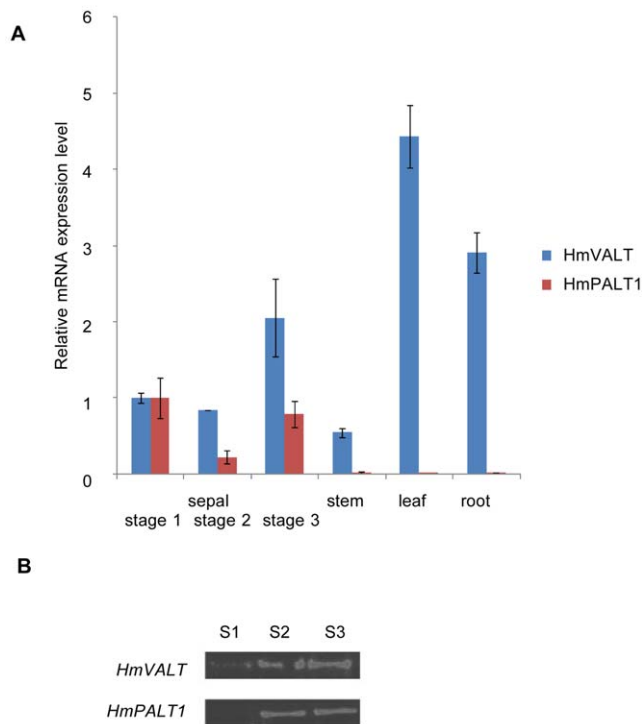 A
Relative mRNA expression level
6
5
4
3
2
1
0
sepal stem leaf root
stage 1 stage 2 stage 3
HmVALT
HmPALT1
B
S1 S2 S3
HmVALT
HmPALT1